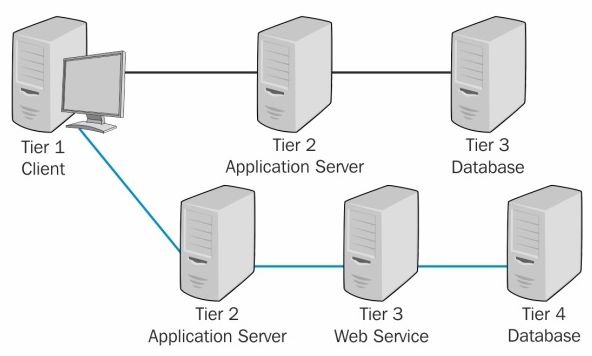 Tier 1
Client
Tier 2
Application Server
Tier 3
Database
Tier 2
Application Server
Tier 3
Web Service
Tier 4
Database